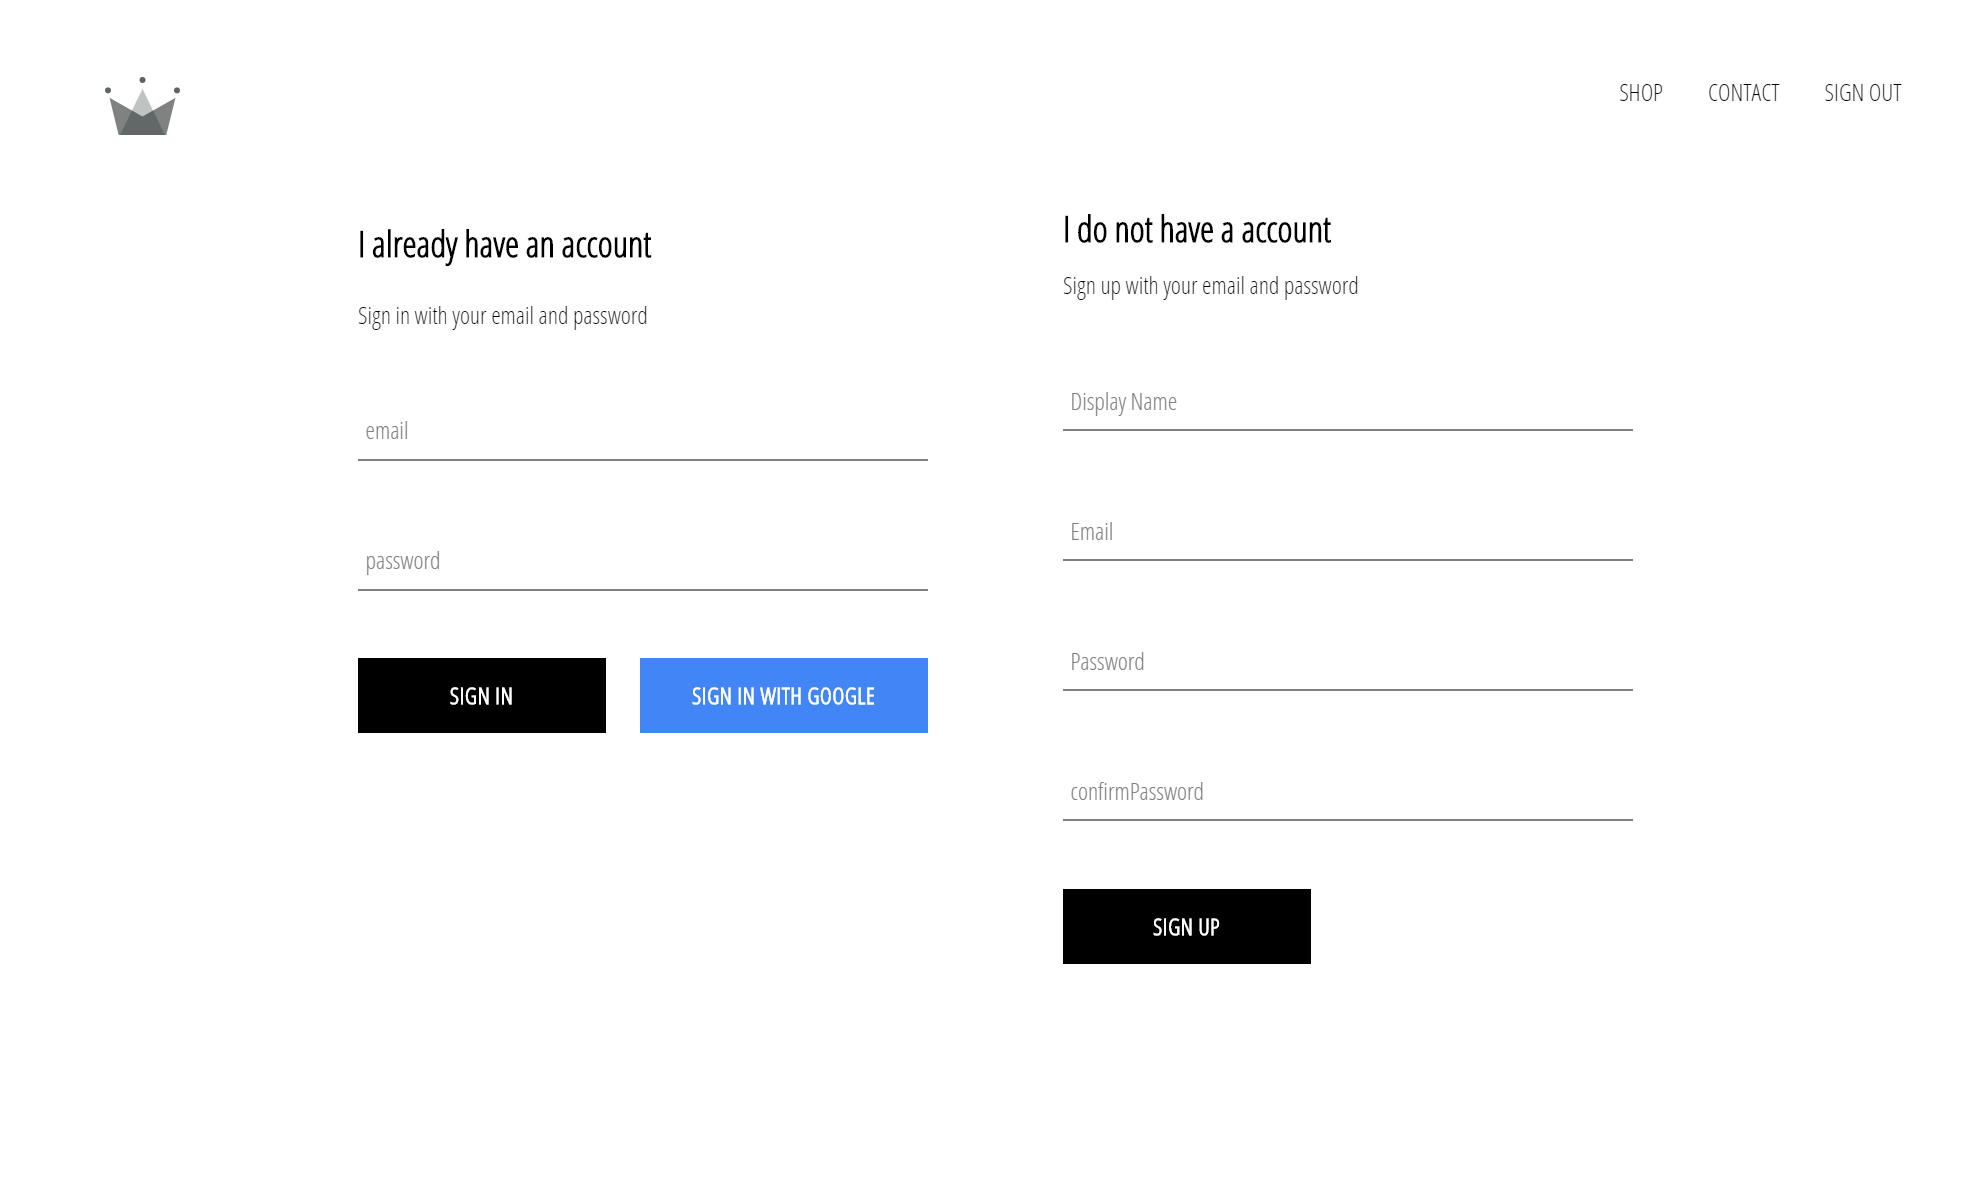 SHOP CONTACT SIGN OUT
I already have an account
Sign in with your email and password
email
password
SIGN IN SIGN IN WITH GOOGLE
I do not have a account
Sign up with your email and password
Display Name
Email
Password
confirmPassword
SIGN UP